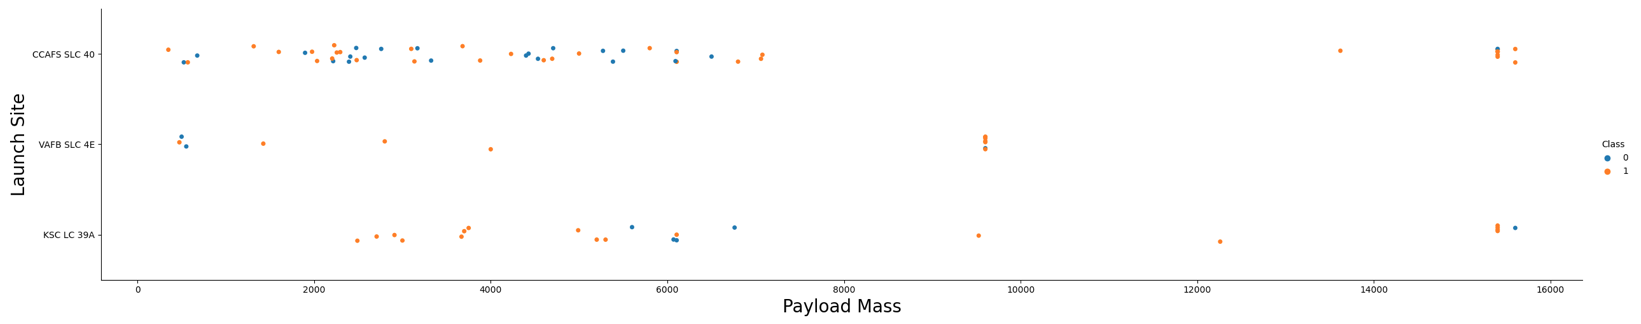 Launch Site
CCAFS SLC 40
VAFB SLC 4E
KSC LC 39A
0 2000 4000 6000 8000 10000 12000 14000 16000
Payload Mass
Class
0
1